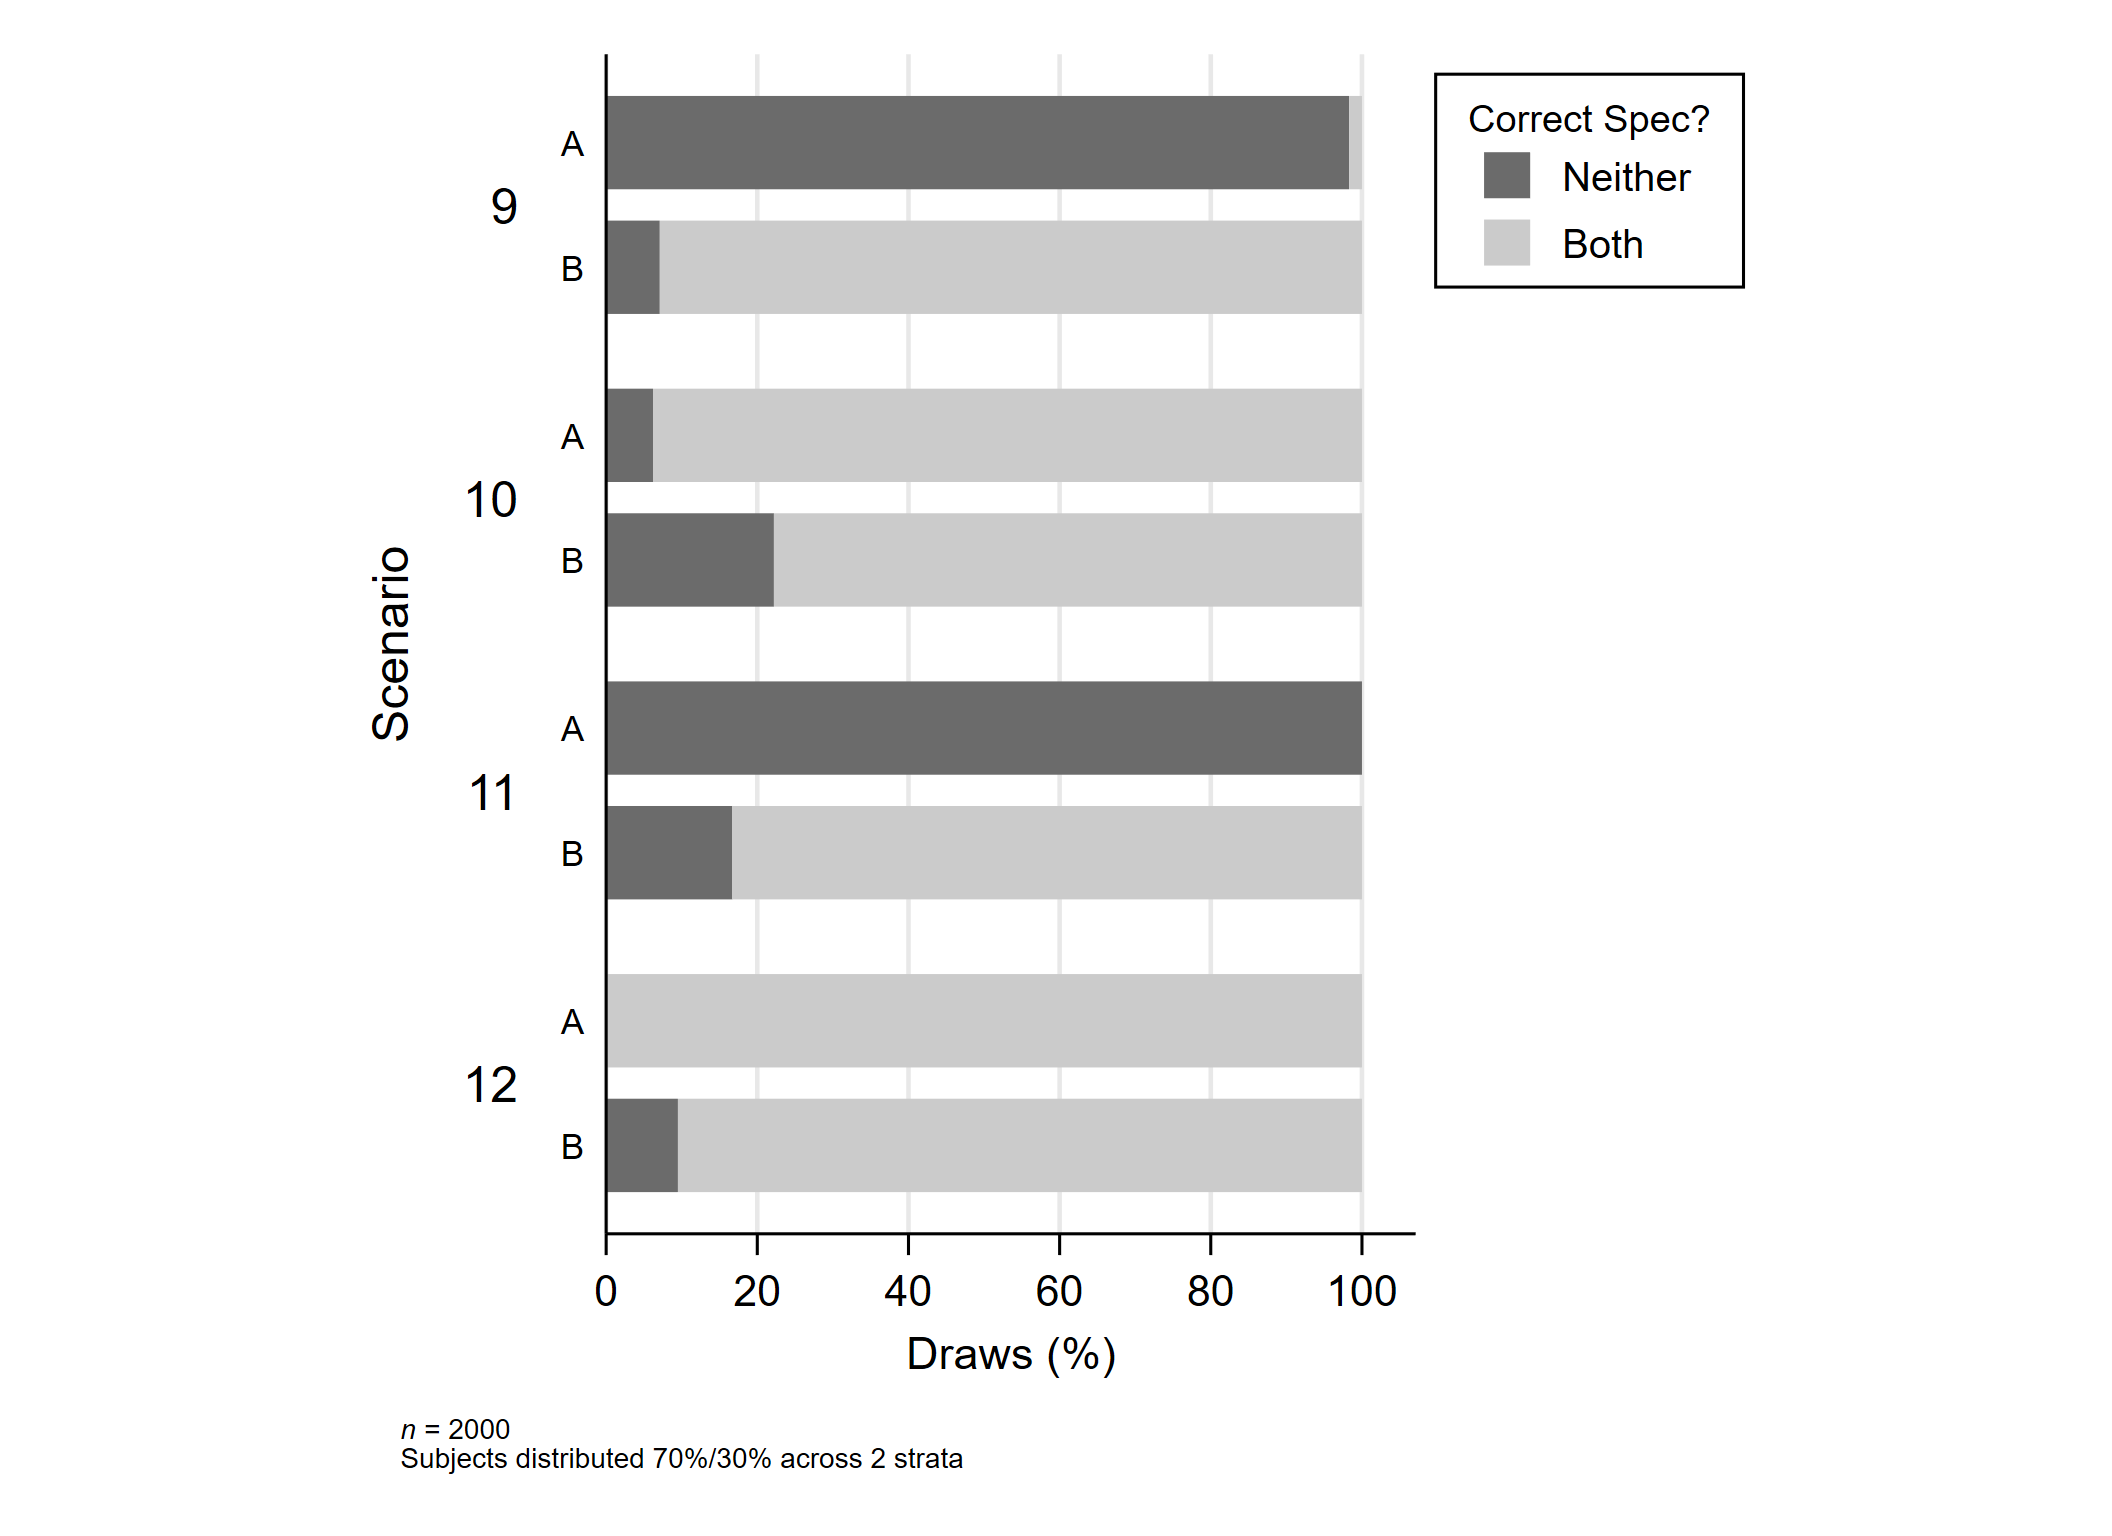 Correct Spec?
Neither
Both
Scenario
9
A
B
10
A
B
11
A
B
12
A
B
0 20 40 60 80 100
Draws (%)
n = 2000
Subjects distributed 70%/30% across 2 strata